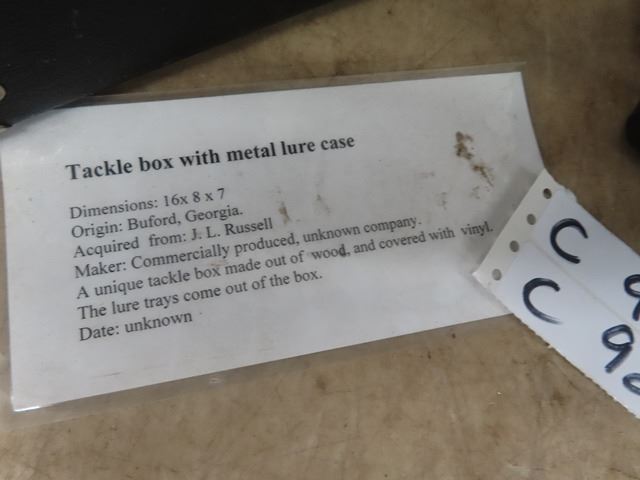 Tackle box with metal lure case
Dimensions: 16x 8 x 7
Origin: Buford, Georgia.
Acquired from: J. L. Russell
Maker: Commercially produced, unknown company.
A unique tackle box made out of wood, and covered with vinyl.
The lure trays come out of the box.
Date: unknown
C 9
C 90